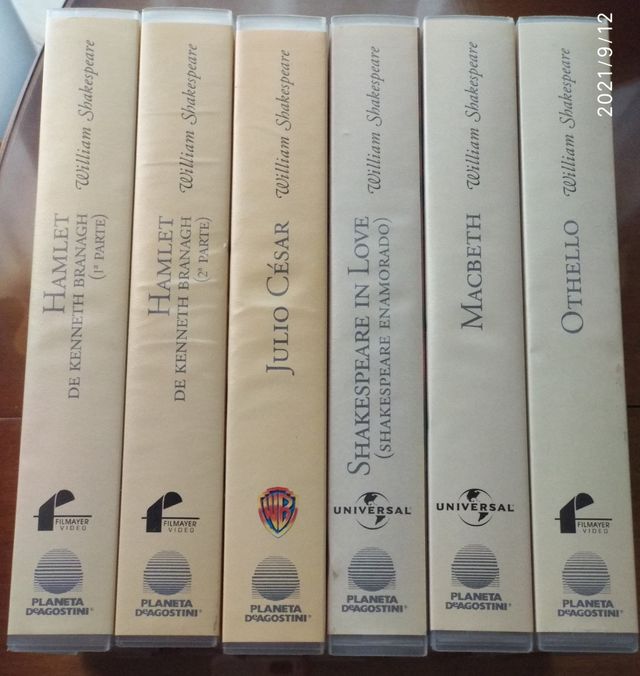 William Shakespeare
HAMLET
DE KENNETH BRANAGH
(1ª PARTE)
FILMAYER
VIDEO
PLANETA
DeAGOSTINI®
William Shakespeare
HAMLET
DE KENNETH BRANAGH
(2ª PARTE)
FILMAYER
VIDEO
PLANETA
DeAGOSTINI®
William Shakespeare
JULIO CÉSAR
WB
PLANETA
DeAGOSTINI®
William Shakespeare
SHAKESPEARE IN LOVE
(SHAKESPEARE ENAMORADO)
UNIVERSAL
PLANETA
DeAGOSTINI®
William Shakespeare
MACBETH
UNIVERSAL
PLANETA
DeAGOSTINI®
William Shakespeare
OTHELLO
FILMAYER
VIDEO
PLANETA
DeAGOSTINI®
2021/9/12